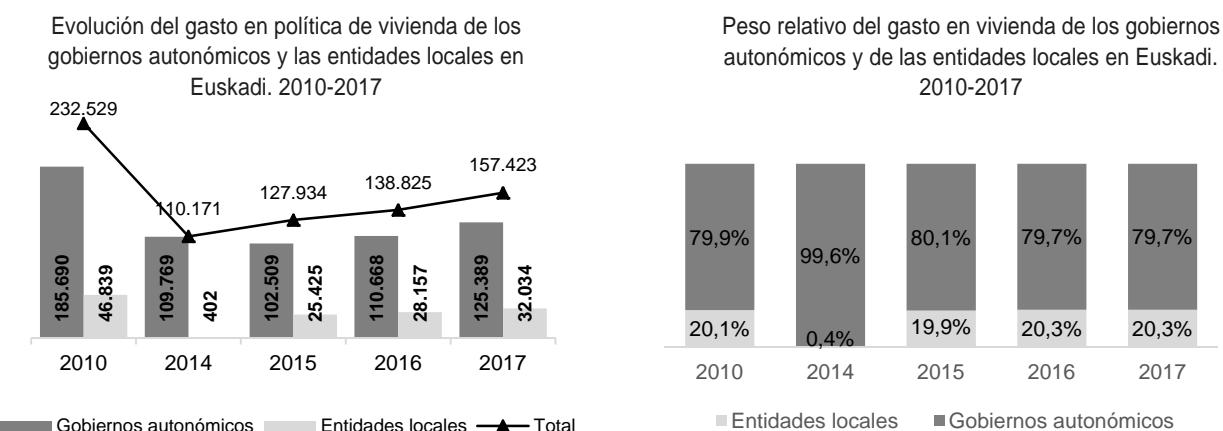 Evolución del gasto en política de vivienda de los
gobiernos autonómicos y las entidades locales en
Euskadi. 2010-2017
232.529
110.171
127.934
138.825
157.423
185.690
46.839
109.769
402
102.509
25.425
110.668
28.157
125.389
32.034
2010 2014 2015 2016 2017
Gobiernos autonómicos Entidades locales Total
Peso relativo del gasto en vivienda de los gobiernos
autonómicos y de las entidades locales en Euskadi.
2010-2017
79,9% 99,6% 80,1% 79,7% 79,7%
20,1% 0,4% 19,9% 20,3% 20,3%
2010 2014 2015 2016 2017
Entidades locales Gobiernos autonómicos